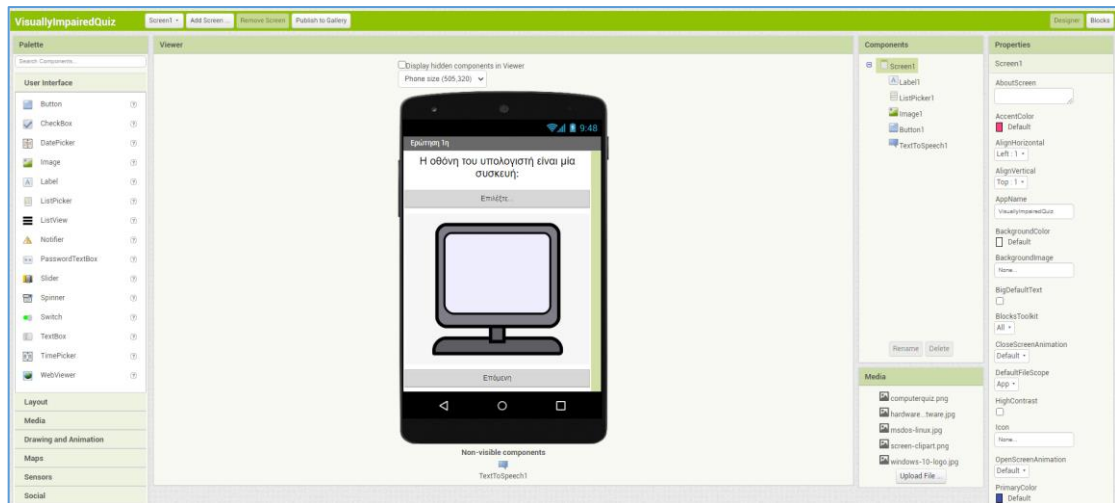 VisuallyImpairedQuiz
Screen1
Add Screen ...
Remove Screen
Publish to Gallery
Designer
Blocks
Palette
Search Components...
User Interface
Button
CheckBox
DatePicker
Image
Label
ListPicker
ListView
Notifier
PasswordTextBox
Slider
Spinner
Switch
TextBox
TimePicker
WebViewer
Layout
Media
Drawing and Animation
Maps
Sensors
Social
Viewer
Display hidden components in Viewer
Phone size (505,320)
9:48
Ερώτηση 1η
Η οθόνη του υπολογιστή είναι μία
συσκευή:
Επιλέξτε...
Επόμενη
Non-visible components
TextToSpeech1
Components
Screen1
Label1
ListPicker1
Image1
Button1
TextToSpeech1
Rename
Delete
Media
computerquiz.png
hardware...tware.jpg
msdos-linux.jpg
screen-clipart.png
windows-10-logo.jpg
Upload File ...
Properties
Screen1
AboutScreen
AccentColor
Default
AlignHorizontal
Left : 1
AlignVertical
Top : 1
AppName
VisuallyImpairedQuiz
BackgroundColor
Default
BackgroundImage
None...
BigDefaultText
BlocksToolkit
All
CloseScreenAnimation
Default
DefaultFileScope
App
HighContrast
Icon
None...
OpenScreenAnimation
Default
PrimaryColor
Default